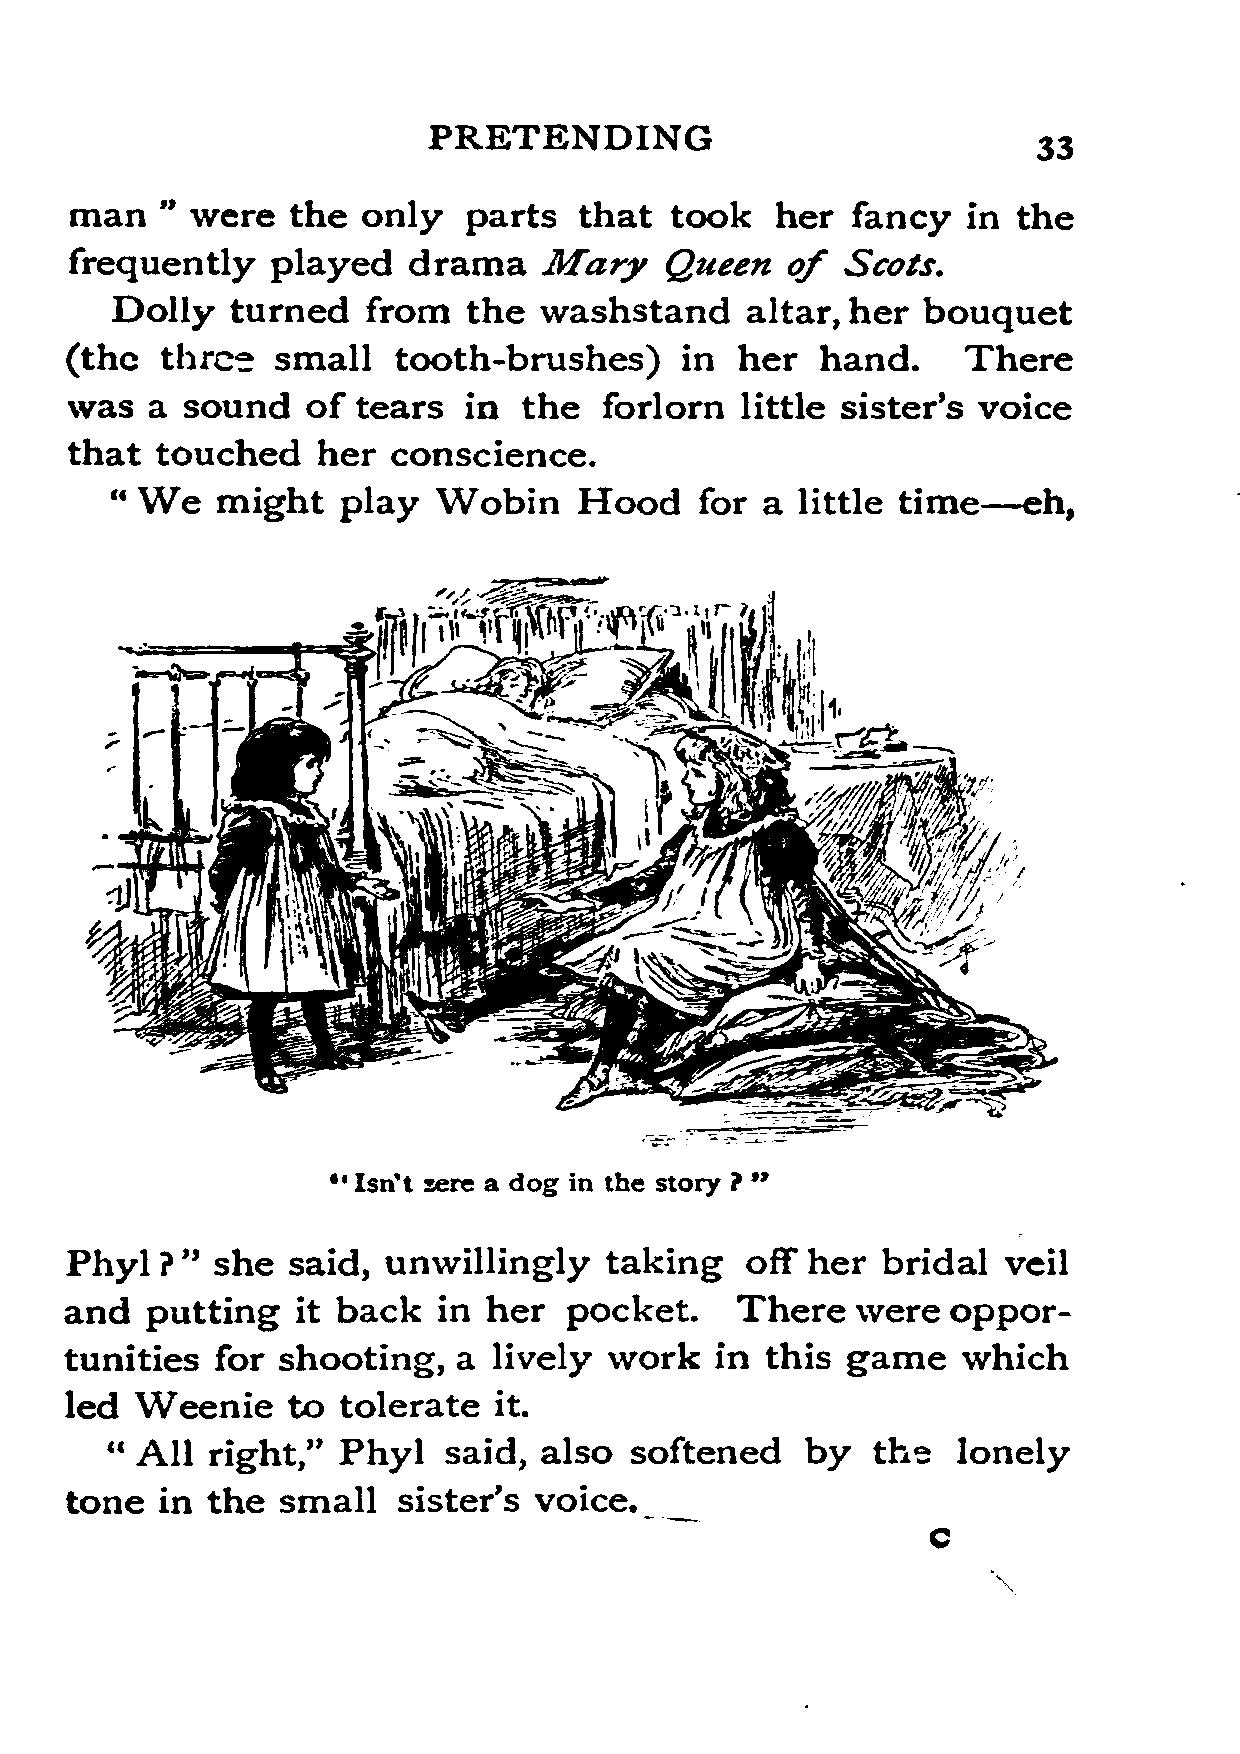 PRETENDING
33
man " were the only parts that took her fancy in the
frequently played drama Mary Queen of Scots.
Dolly turned from the washstand altar, her bouquet
(the three small tooth-brushes) in her hand. There
was a sound of tears in the forlorn little sister's voice
that touched her conscience.
" We might play Wobin Hood for a little time—eh,
"' Isn't zere a dog in the story ? "
Phyl ? " she said, unwillingly taking off her bridal veil
and putting it back in her pocket. There were oppor-
tunities for shooting, a lively work in this game which
led Weenie to tolerate it.
" All right," Phyl said, also softened by the lonely
tone in the small sister's voice.
C